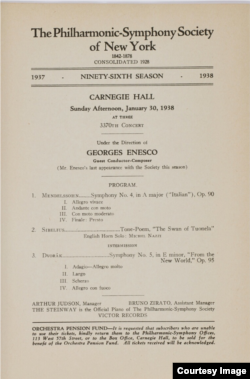 The Philharmonic-Symphony Society
of New York
1842-1878
CONSOLIDATED 1928
1937 - NINETY-SIXTH SEASON - 1938
CARNEGIE HALL
Sunday Afternoon, January 30, 1938
AT THREE
3379TH CONCERT
Under the Direction of
GEORGES ENESCO
Guest Conductor-Composer
(Mr. Enesco's last appearance with the Society this season)
PROGRAM
1. MENDELSSOHN Symphony No. 4, in A major ("Italian"), Op. 90
I. Allegro vivace
II. Andante con moto
III. Con moto moderato
IV. Finale: Presto
2. SIBELIUS Tone-Poem, "The Swan of Tuonela"
English Horn Solo:
INTERMISSION
3. DVOŘÁK Symphony No. 5, in E minor, "From the
New World," Op. 95
I. Adagio—Allegro molto
II. Largo
III. Scherzo
IV. Allegro con fuoco
ARTHUR JUDSON, Manager BRUNO ZIRATO, Assistant Manager
THE STEINWAY is the Official Piano of The Philharmonic-Symphony Society
VICTOR RECORDS
ORCHESTRA PENSION FUND—It is requested that subscribers who are unable to
use their tickets, kindly return them to the Philharmonic-Symphony Offices,
113 West 57th Street, or to the Box Office, Carnegie Hall, to be sold for the
benefit of the Orchestra Pension Fund. All tickets received will be acknowledged.
Courtesy Image